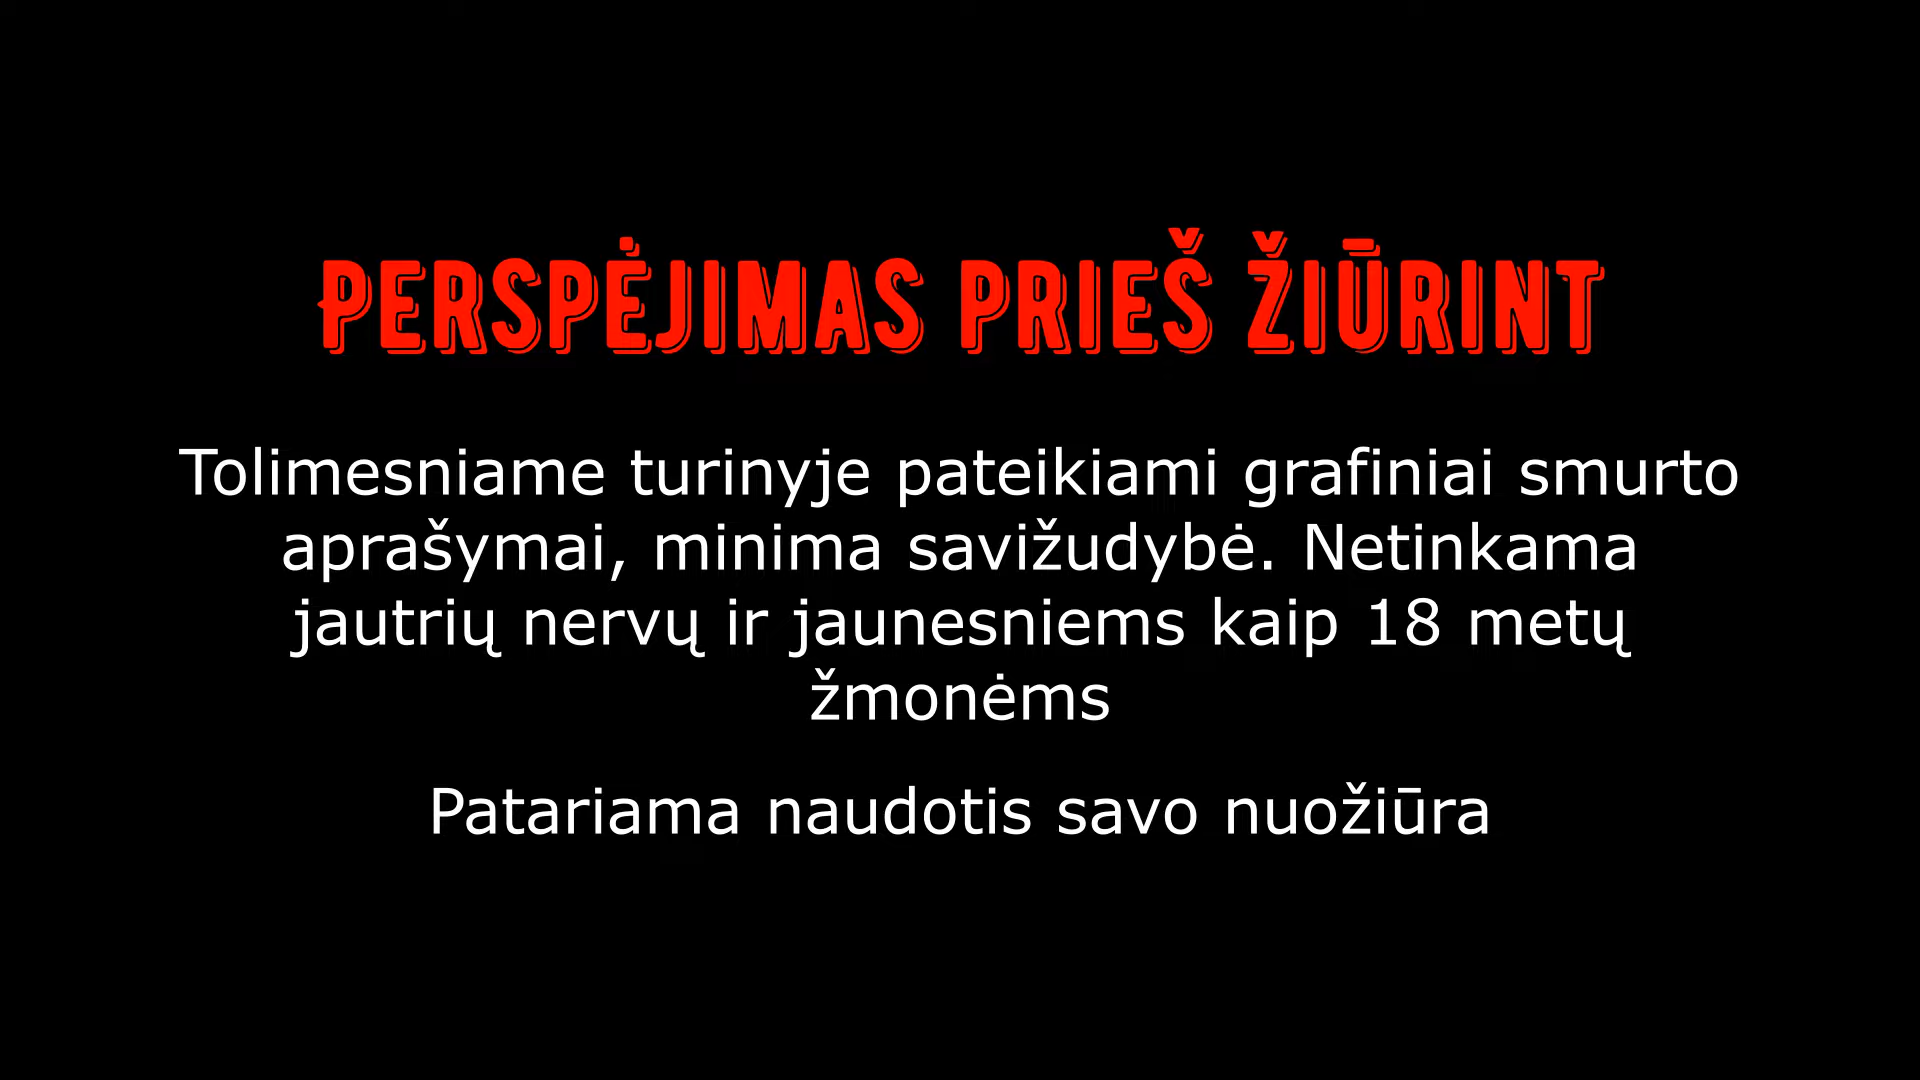 Perspėjimas prieš žiūrint
Tolimesniame turinyje pateikiami grafiniai smurto
aprašymai, minima savižudybė. Netinkama
jautrių nervų ir jaunesniems kaip 18 metų
žmonėms
Patariama naudotis savo nuožiūra